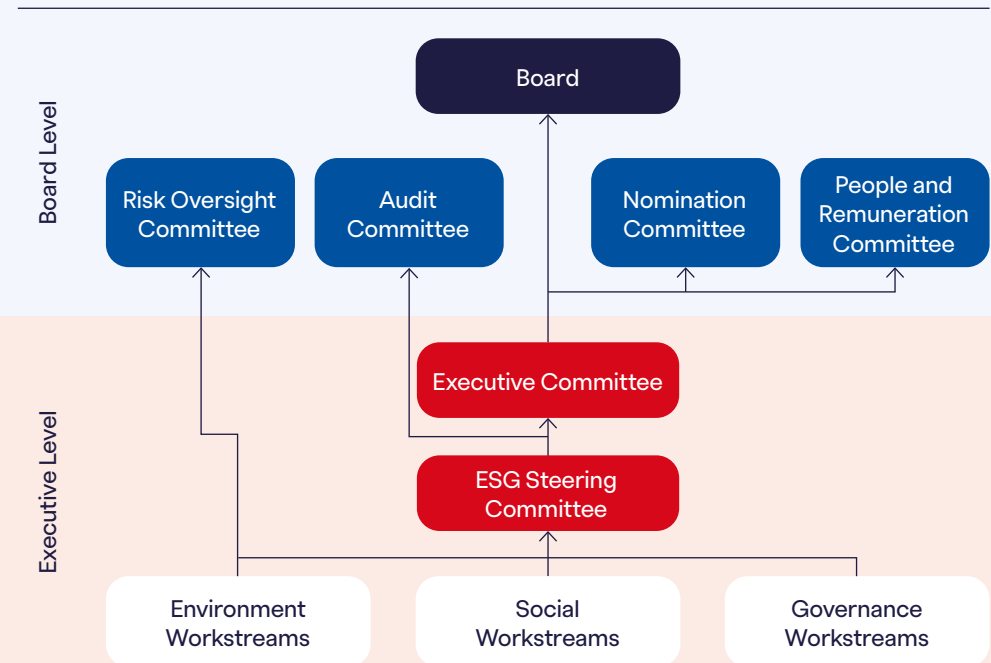 Board Level
Board
Risk Oversight
Committee
Audit
Committee
Nomination
Committee
People and
Remuneration
Committee
Executive Level
Executive Committee
ESG Steering
Committee
Environment
Workstreams
Social
Workstreams
Governance
Workstreams